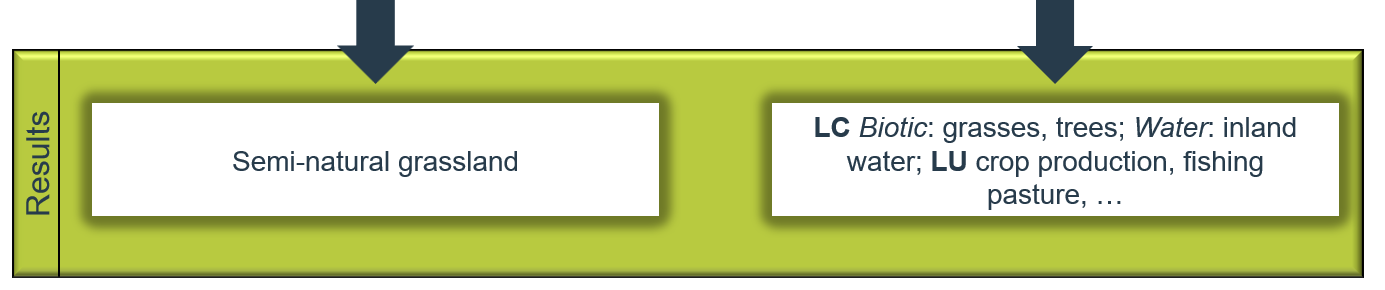 Results
Semi-natural grassland
LC Biotic: grasses, trees; Water: inland
water; LU crop production, fishing
pasture, …